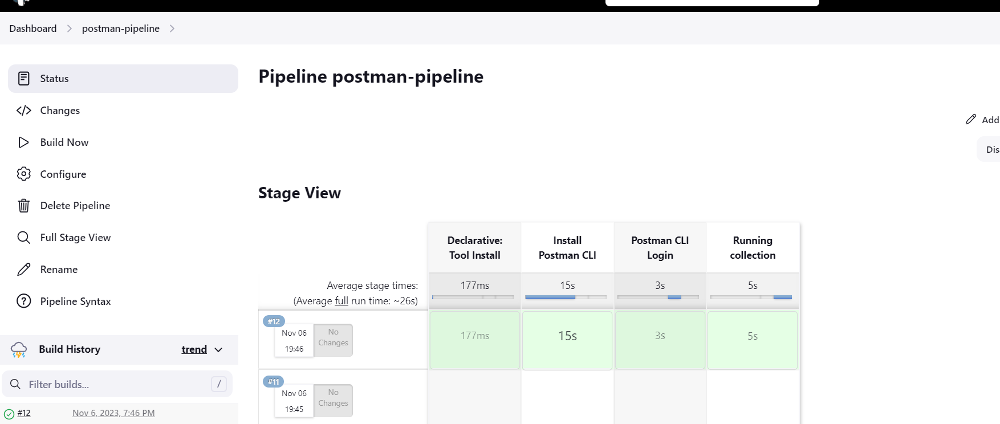 Dashboard
postman-pipeline
Status
Changes
Build Now
Configure
Delete Pipeline
Full Stage View
Rename
Pipeline Syntax
Build History
trend
Filter builds...
/
#12
Nov 6, 2023, 7:46 PM
Pipeline postman-pipeline
Add
Dis
Stage View
Declarative:
Tool Install
Install
Postman CLI
Postman CLI
Login
Running
collection
Average stage times:
(Average full run time: ~26s)
177ms
15s
3s
5s
#12
Nov 06
19:46
No
Changes
177ms
15s
3s
5s
#11
Nov 06
19:45
No
Changes